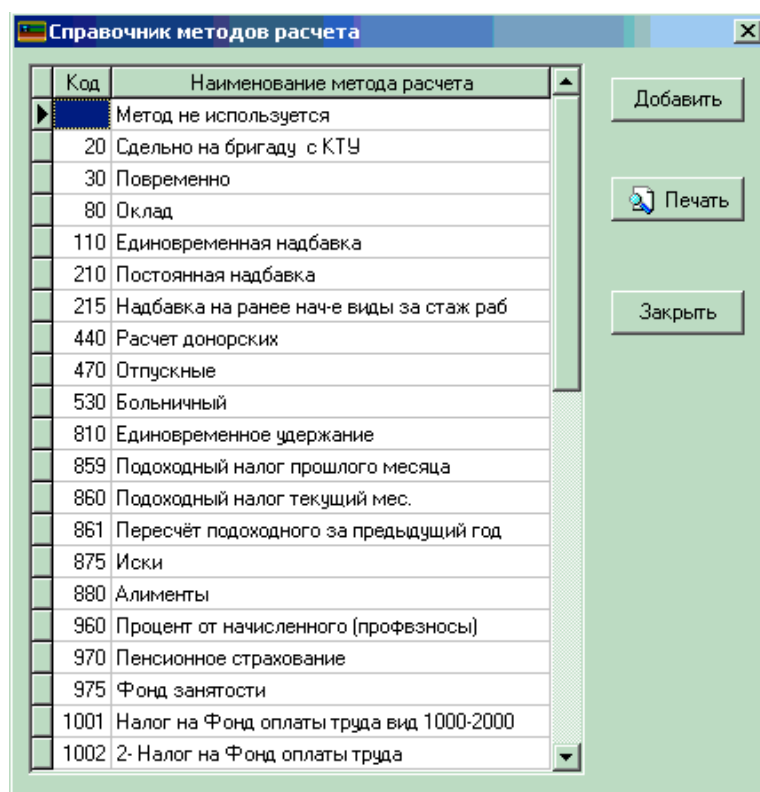 Справочник методов расчета
Код Наименование метода расчета
Метод не используется
20 Сдельно на бригаду с КТУ
30 Повременно
80 Оклад
110 Единовременная надбавка
210 Постоянная надбавка
215 Надбавка на ранее нач-е виды за стаж раб
440 Расчет донорских
470 Отпускные
530 Больничный
810 Единовременное удержание
859 Подоходный налог прошлого месяца
860 Подоходный налог текущий мес.
861 Пересчёт подоходного за предыдущий год
875 Иски
880 Алименты
960 Процент от начисленного (профвзносы)
970 Пенсионное страхование
975 Фонд занятости
1001 Налог на Фонд оплаты труда вид 1000-2000
1002 2- Налог на Фонд оплаты труда
Добавить
Печать
Закрыть